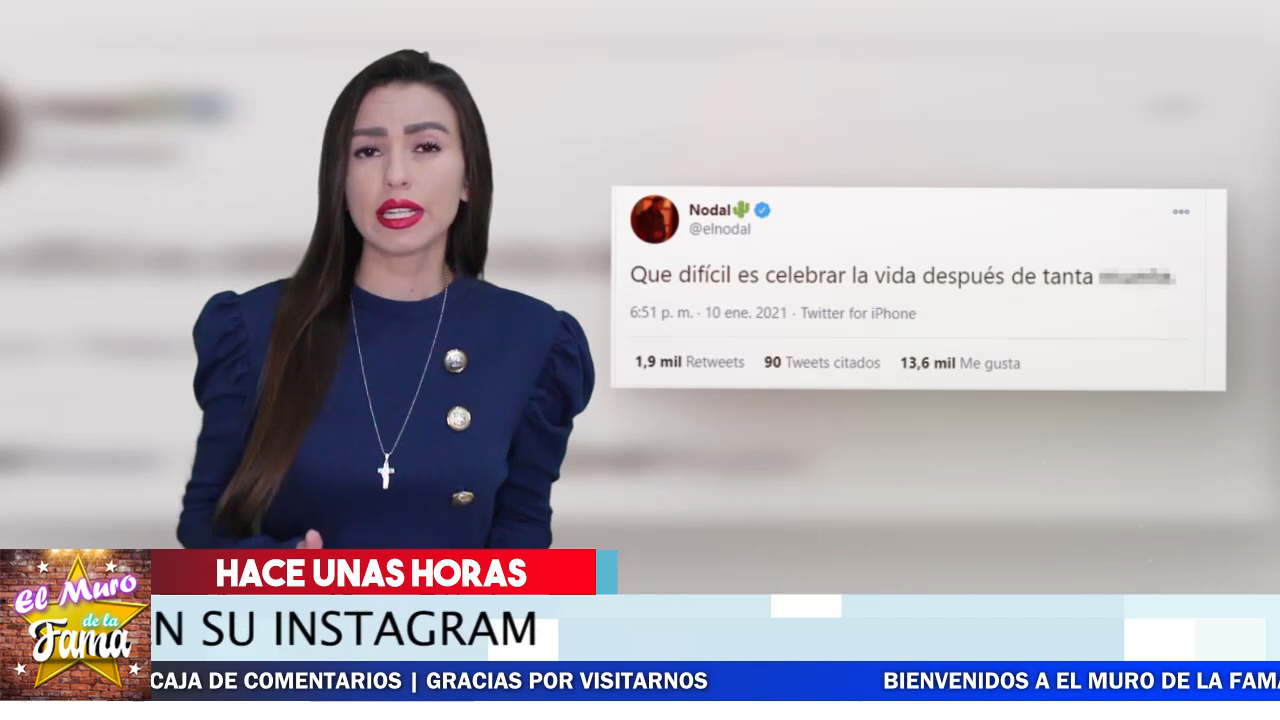 Nodal
@elnodal
Que difícil es celebrar la vida después de tanta
6:51 p. m. · 10 ene. 2021 · Twitter for iPhone
1,9 mil Retweets 90 Tweets citados 13,6 mil Me gusta
HACE UNAS HORAS
N SU INSTAGRAM
El Muro
de la
Fama
CAJA DE COMENTARIOS | GRACIAS POR VISITARNOS BIENVENIDOS A EL MURO DE LA FAMA